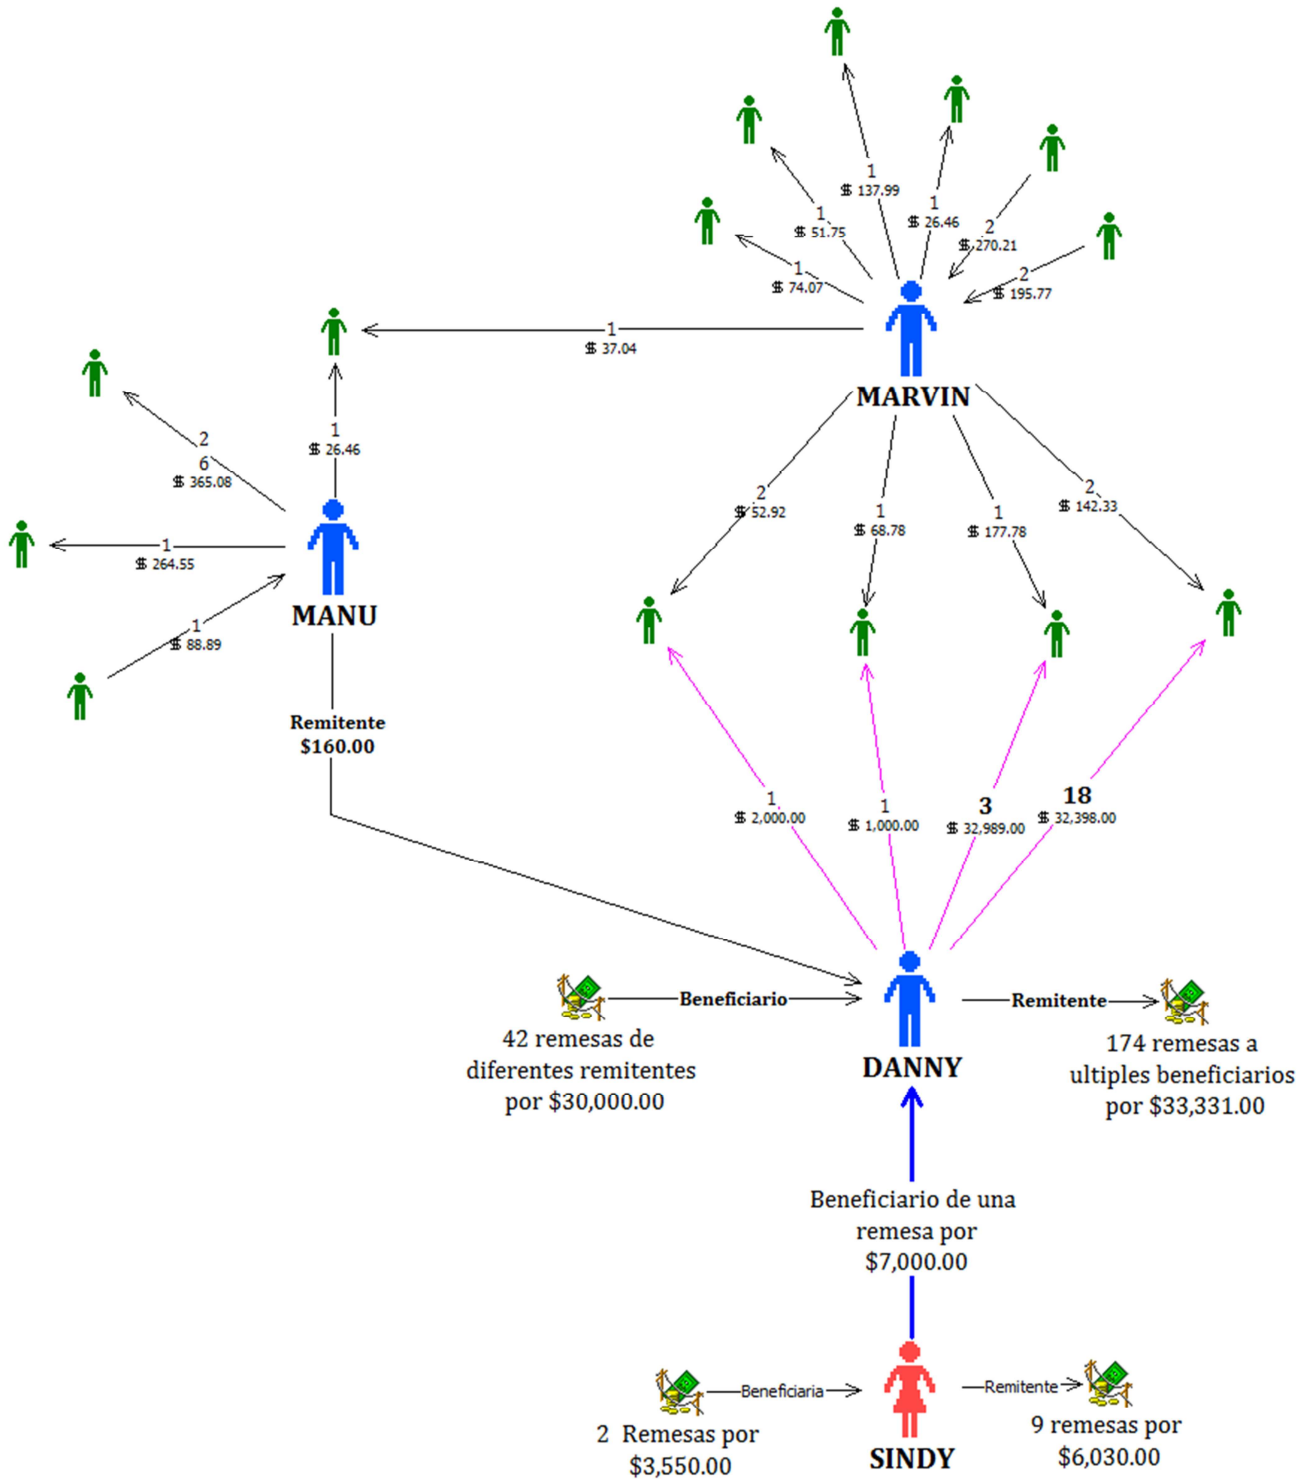 1
$ 137.99
1
$ 26.46
1
$ 51.75
2
$ 270.21
1
$ 74.07
2
$ 195.77
1
$ 37.04
MARVIN
1
$ 26.46
2
6
$ 365.08
1
$ 264.55
MANU
1
$ 88.89
2
$ 52.92
1
$ 68.78
1
$ 177.78
2
$ 142.33
Remitente
$160.00
1
$ 2,000.00
1
$ 1,000.00
3
$ 32,989.00
18
$ 32,398.00
Beneficiario
Remitente
42 remesas de
diferentes remitentes
por $30,000.00
DANNY
174 remesas a
ultiples beneficiarios
por $33,331.00
Beneficiario de una
remesa por
$7,000.00
Beneficiaria
Remitente
2 Remesas por
$3,550.00
SINDY
9 remesas por
$6,030.00